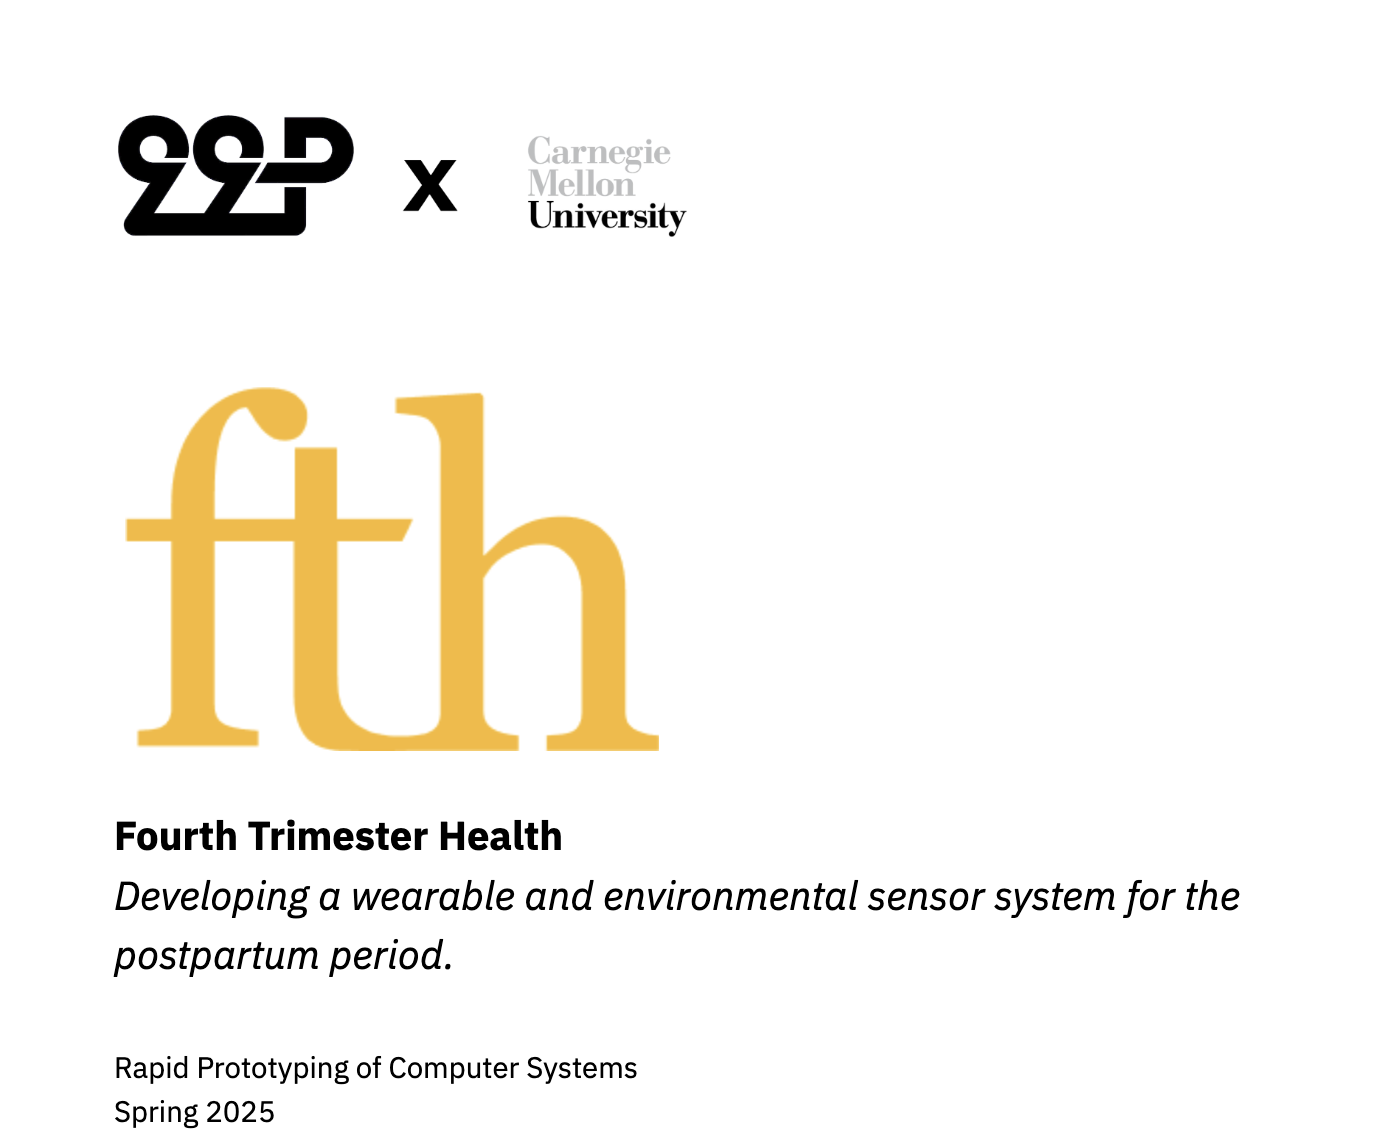 99P x Carnegie
Mellon
University
fth
Fourth Trimester Health
Developing a wearable and environmental sensor system for the
postpartum period.
Rapid Prototyping of Computer Systems
Spring 2025